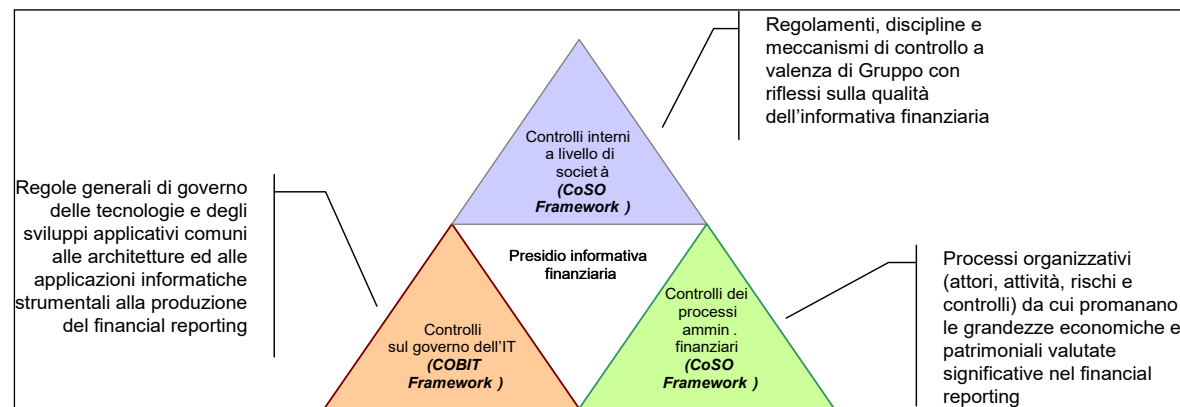 Regolamenti, discipline e
meccanismi di controllo a
valenza di Gruppo con
riflessi sulla qualità
dell'informativa finanziaria
Controlli interni
a livello di
societ à
(CoSO
Framework )
Regole generali di governo
delle tecnologie e degli
sviluppi applicativi comuni
alle architetture ed alle
applicazioni informatiche
strumentali alla produzione
del financial reporting
Presidio informativa
finanziaria
Controlli
sul governo dell'IT
(COBIT
Framework )
Controlli dei
processi
ammin .
finanziari
(CoSO
Framework )
Processi organizzativi
(attori, attività, rischi e
controlli) da cui promanano
le grandezze economiche e
patrimoniali valutate
significative nel financial
reporting